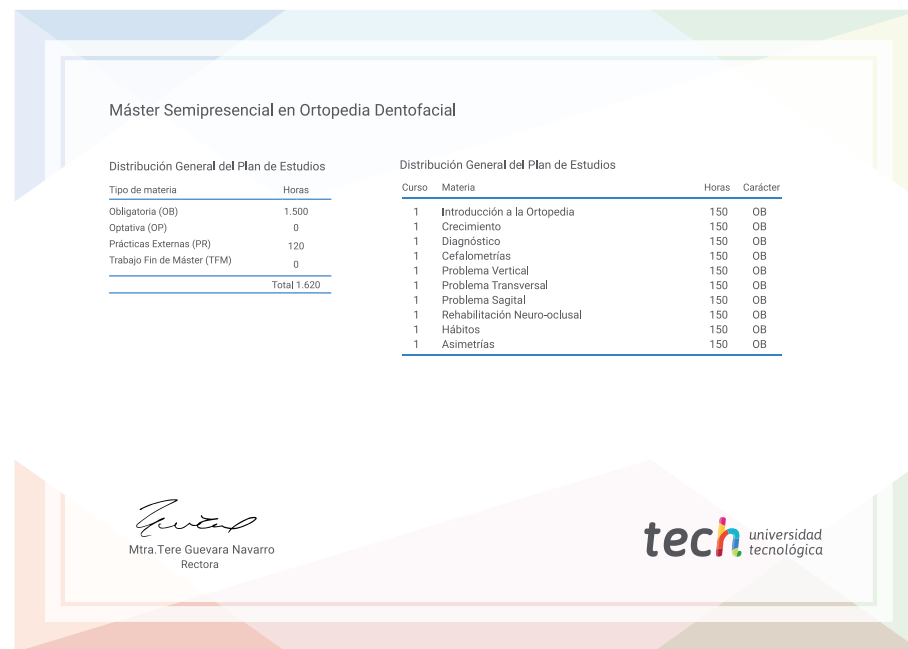 Máster Semipresencial en Ortopedia Dentofacial
Distribución General del Plan de Estudios
Tipo de materia Horas
Obligatoria (OB) 1.500
Optativa (OP) 0
Prácticas Externas (PR) 120
Trabajo Fin de Máster (TFM) 0
Total 1.620
Distribución General del Plan de Estudios
Curso Materia Horas Carácter
1 Introducción a la Ortopedia 150 OB
1 Crecimiento 150 OB
1 Diagnóstico 150 OB
1 Cefalometrías 150 OB
1 Problema Vertical 150 OB
1 Problema Transversal 150 OB
1 Problema Sagital 150 OB
1 Rehabilitación Neuro-oclusal 150 OB
1 Hábitos 150 OB
1 Asimetrías 150 OB
Mtra.Tere Guevara Navarro
Rectora
tech universidad
tecnológica